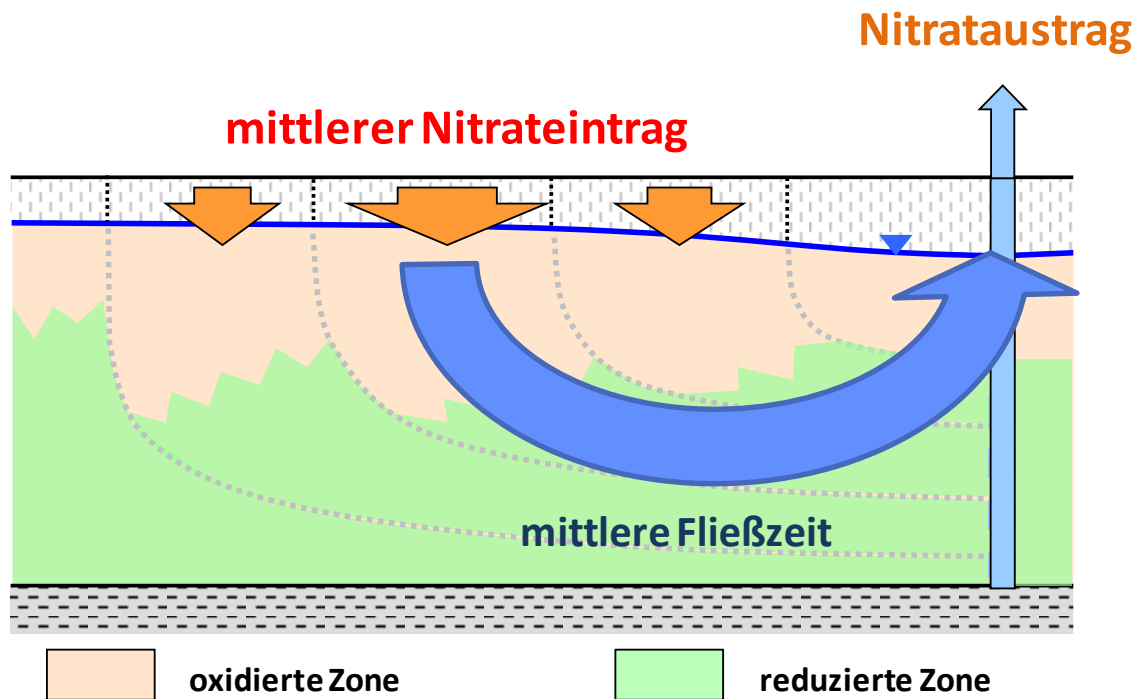 Nitrataustrag
mittlerer Nitrateintrag
mittlere Fließzeit
oxidierte Zone
reduzierte Zone